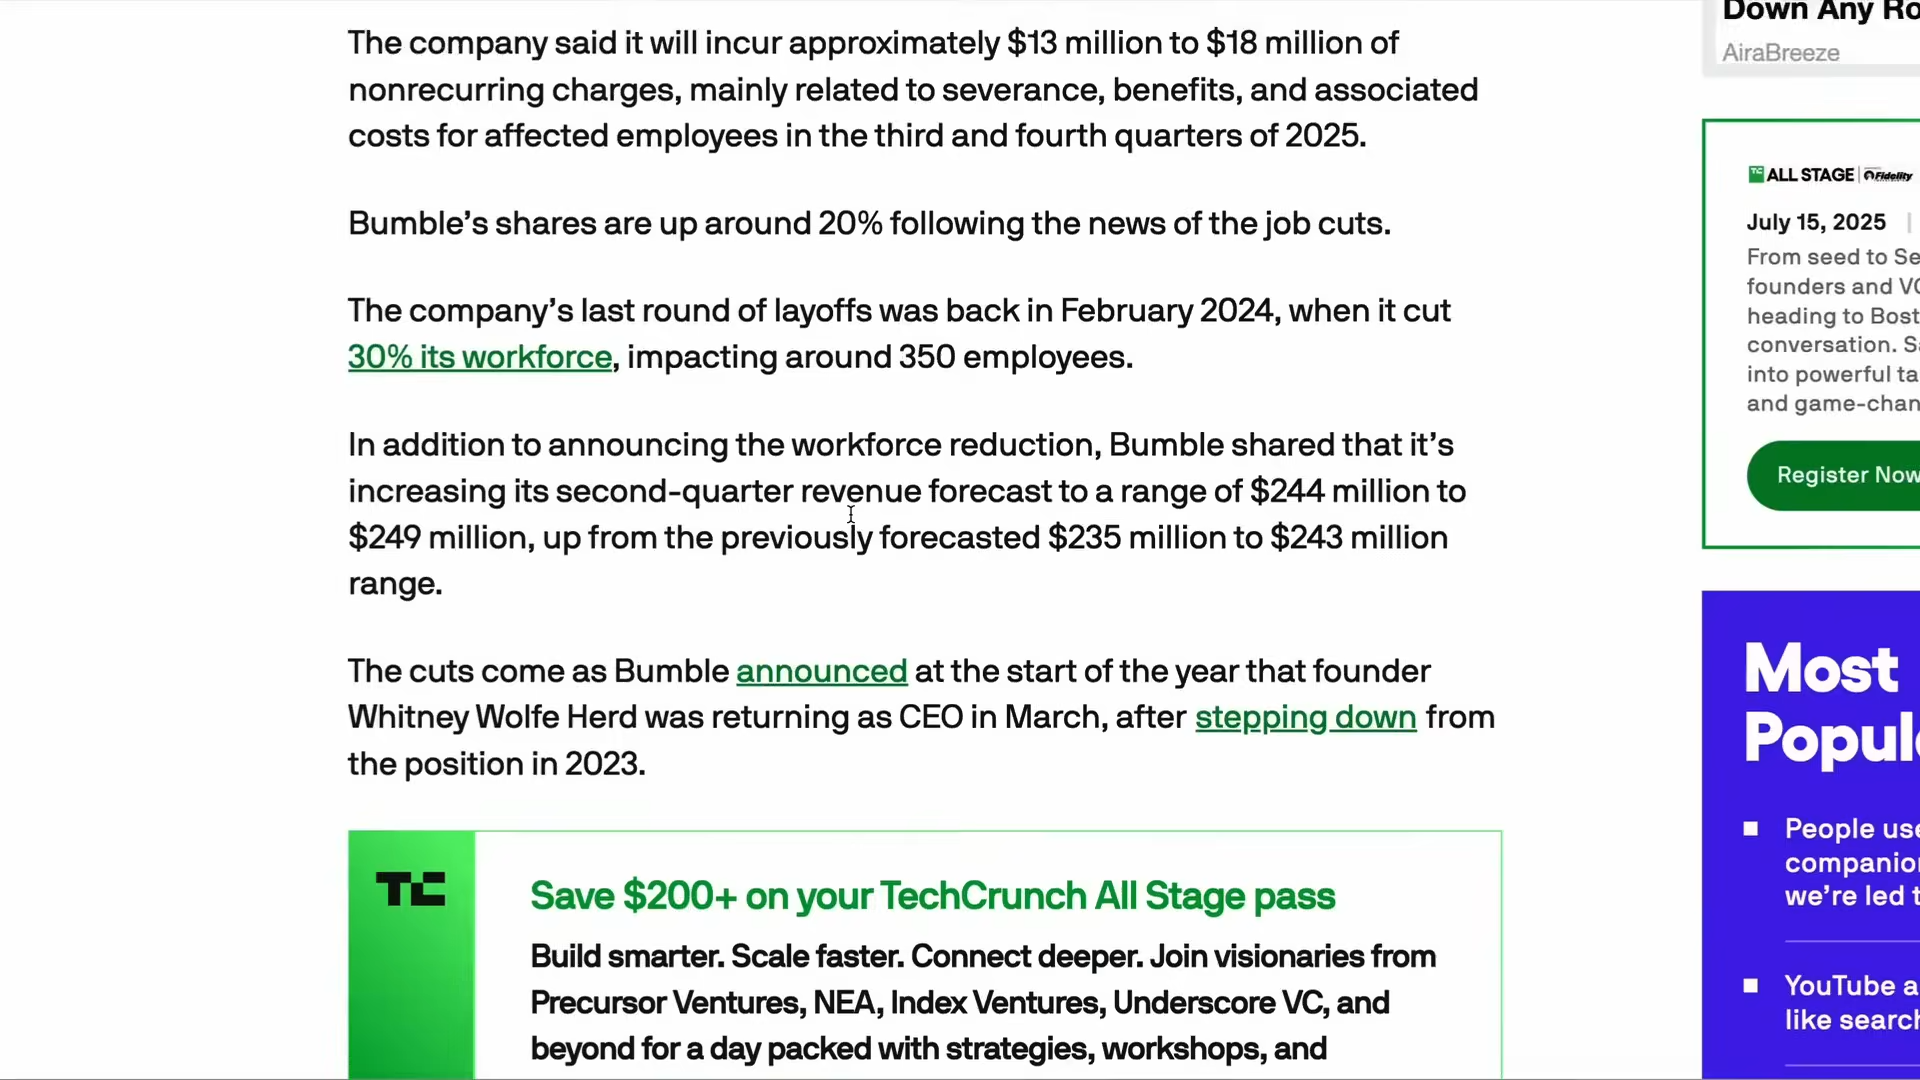 The company said it will incur approximately $13 million to $18 million of
nonrecurring charges, mainly related to severance, benefits, and associated
costs for affected employees in the third and fourth quarters of 2025.
Bumble’s shares are up around 20% following the news of the job cuts.
The company’s last round of layoffs was back in February 2024, when it cut
30% its workforce, impacting around 350 employees.
In addition to announcing the workforce reduction, Bumble shared that it’s
increasing its second-quarter revenue forecast to a range of $244 million to
$249 million, up from the previously forecasted $235 million to $243 million
range.
The cuts come as Bumble announced at the start of the year that founder
Whitney Wolfe Herd was returning as CEO in March, after stepping down from
the position in 2023.
TC
Save $200+ on your TechCrunch All Stage pass
Build smarter. Scale faster. Connect deeper. Join visionaries from
Precursor Ventures, NEA, Index Ventures, Underscore VC, and
beyond for a day packed with strategies, workshops, and
Down Any Ro
AiraBreeze
TC ALL STAGE | Fidelity
July 15, 2025 |
From seed to Se
founders and VC
heading to Bost
conversation. Sa
into powerful ta
and game-chan
Register Now
Most
Popul
People use
companion
we’re led t
YouTube a
like search